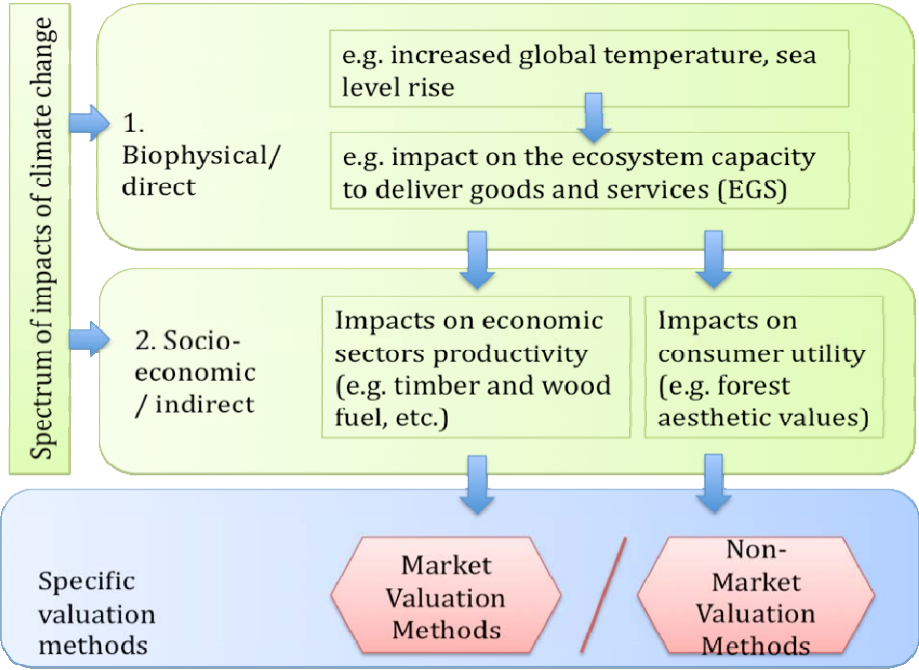 Spectrum of impacts of climate change
1.
Biophysical/
direct
e.g. increased global temperature, sea
level rise
e.g. impact on the ecosystem capacity
to deliver goods and services (EGS)
2. Socio-
economic
/ indirect
Impacts on economic
sectors productivity
(e.g. timber and wood
fuel, etc.)
Impacts on
consumer utility
(e.g. forest
aesthetic values)
Specific
valuation
methods
Market
Valuation
Methods
/
Non-
Market
Valuation
Methods